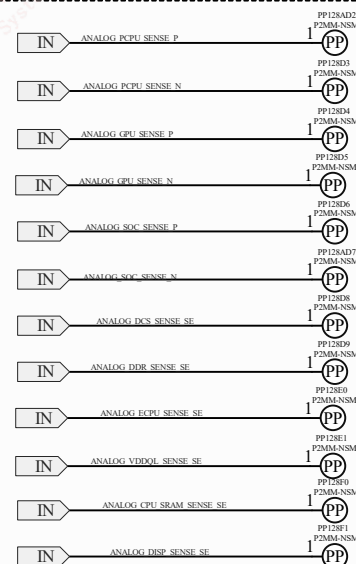 PP128AD2
P2MM-NSM
IN ANALOG PCPU SENSE P 1 PP
PP128D3
P2MM-NSM
IN ANALOG PCPU SENSE N 1 PP
PP128D4
P2MM-NSM
IN ANALOG GPU SENSE P 1 PP
PP128D5
P2MM-NSM
IN ANALOG GPU SENSE N 1 PP
PP128D6
P2MM-NSM
IN ANALOG SOC SENSE P 1 PP
PP128AD7
P2MM-NSM
IN ANALOG_SOC_SENSE_N 1 PP
PP128D8
P2MM-NSM
IN ANALOG DCS SENSE SE 1 PP
PP128D9
P2MM-NSM
IN ANALOG DDR SENSE SE 1 PP
PP128E0
P2MM-NSM
IN ANALOG ECPU SENSE SE 1 PP
PP128E1
P2MM-NSM
IN ANALOG VDDQL SENSE SE 1 PP
PP128F0
P2MM-NSM
IN ANALOG CPU SRAM SENSE SE 1 PP
PP128F1
P2MM-NSM
IN ANALOG DISP SENSE SE 1 PP